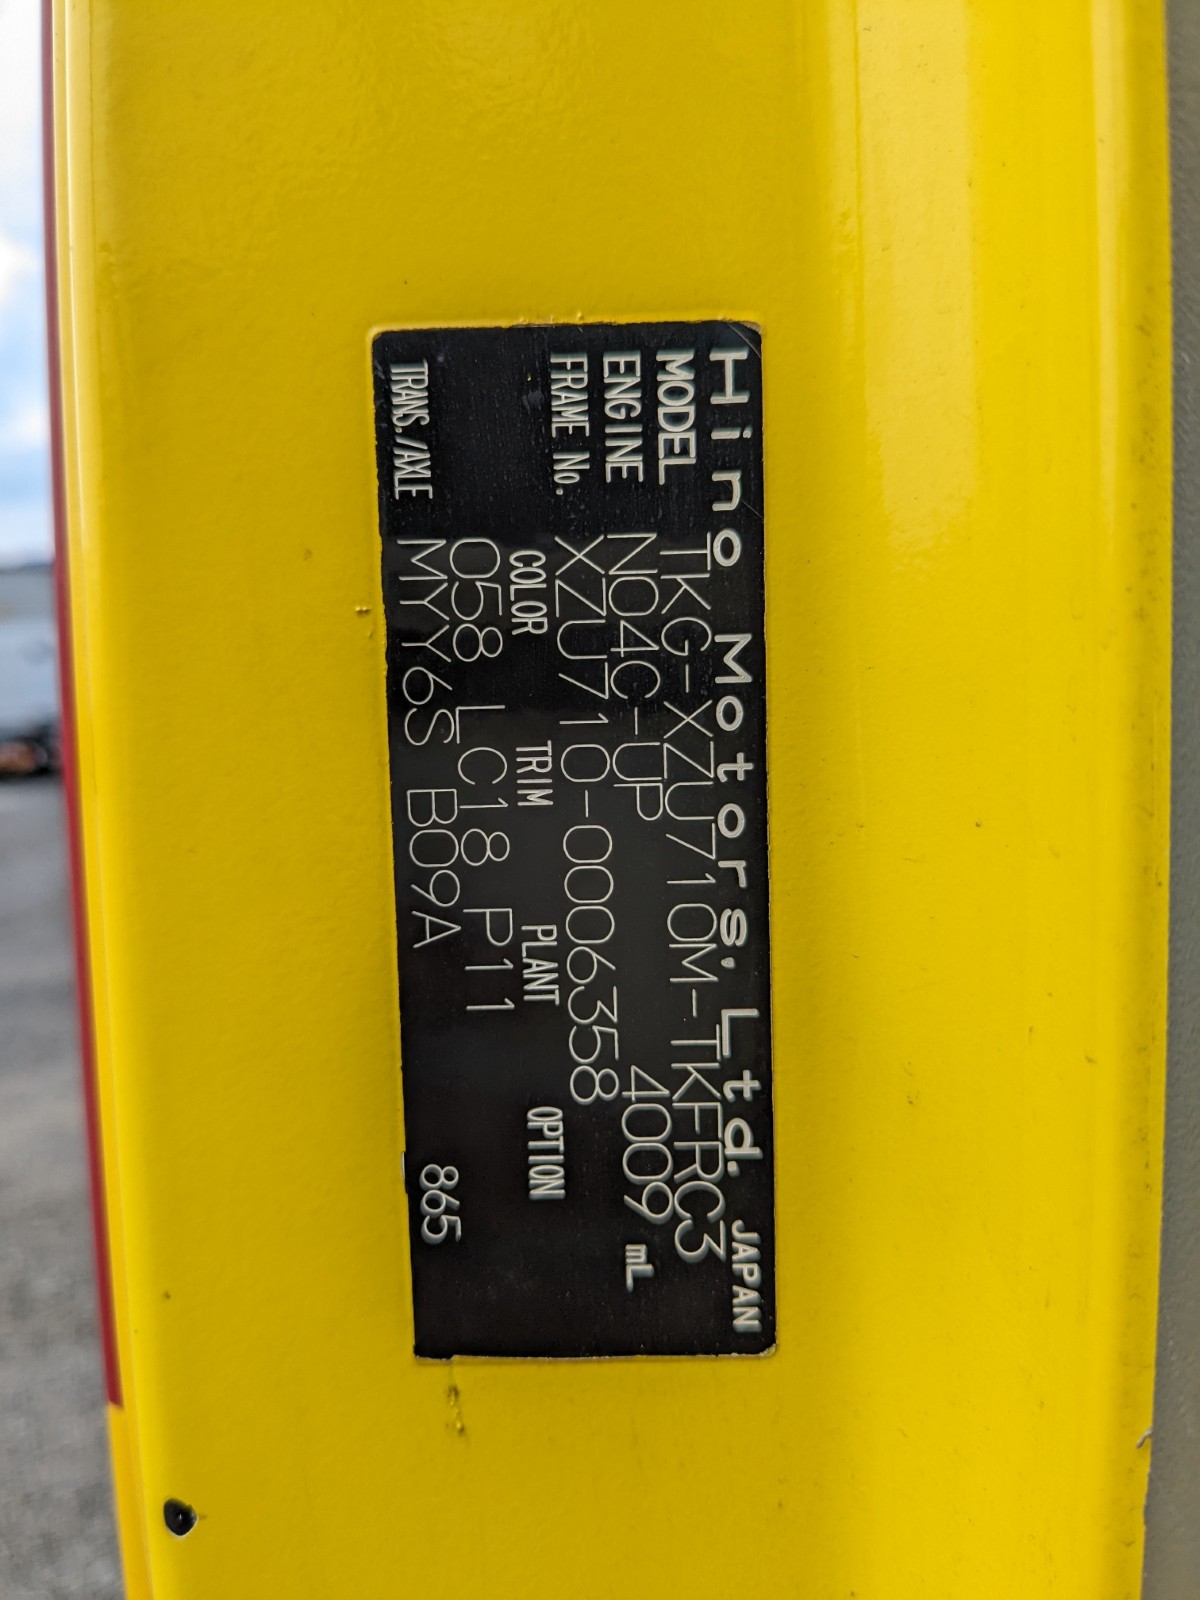 Hino Motors, Ltd. JAPAN
MODEL TKG-XZU710M-TKFRC3
ENGINE N04C-UP 4009 mL
FRAME No. XZU710-0006358
COLOR TRIM PLANT OPTION
058 LC18 P11
TRANS./AXLE MYY6S B09A 865